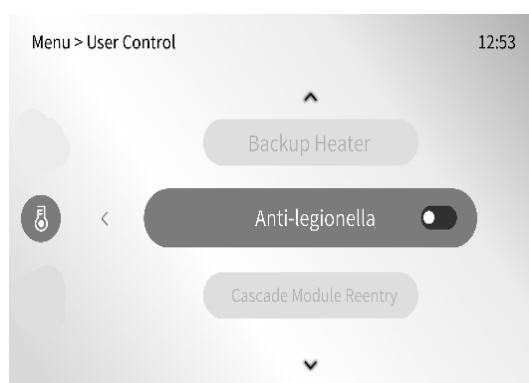 Menu > User Control
12:53
Backup Heater
Anti-legionella
Cascade Module Reentry